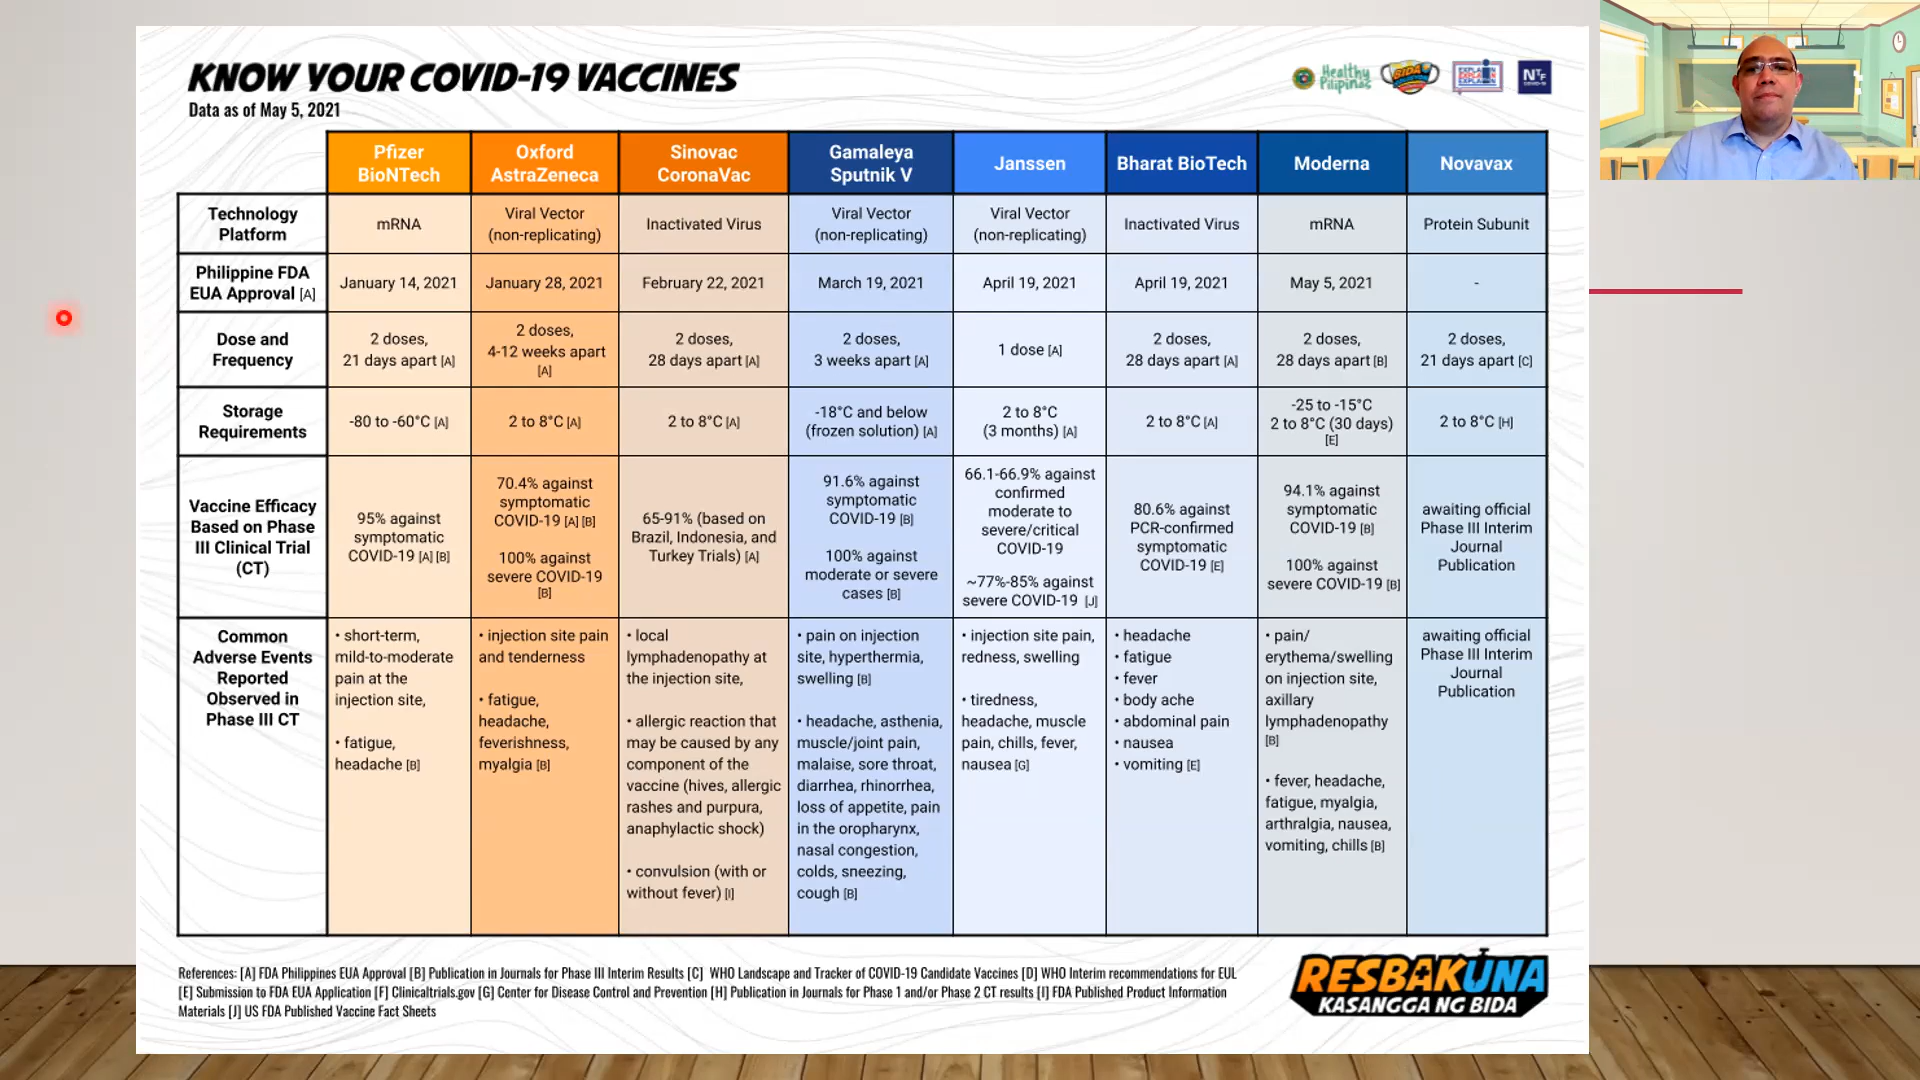 KNOW YOUR COVID-19 VACCINES
Data as of May 5, 2021
Healthy
Pilipinas
BIDA
SOLUSYON
EXPLAIN
EXPLAIN
EXPLAIN
NTF
COVID-19
Pfizer
BioNTech
Oxford
AstraZeneca
Sinovac
CoronaVac
Gamaleya
Sputnik V
Janssen
Bharat BioTech
Moderna
Novavax
Technology
Platform
mRNA
Viral Vector
(non-replicating)
Inactivated Virus
Viral Vector
(non-replicating)
Viral Vector
(non-replicating)
Inactivated Virus
mRNA
Protein Subunit
Philippine FDA
EUA Approval [A]
January 14, 2021
January 28, 2021
February 22, 2021
March 19, 2021
April 19, 2021
April 19, 2021
May 5, 2021
-
Dose and
Frequency
2 doses,
21 days apart [A]
2 doses,
4-12 weeks apart
[A]
2 doses,
28 days apart [A]
2 doses,
3 weeks apart [A]
1 dose [A]
2 doses,
28 days apart [A]
2 doses,
28 days apart [B]
2 doses,
21 days apart [C]
Storage
Requirements
-80 to -60°C [A]
2 to 8°C [A]
2 to 8°C [A]
-18°C and below
(frozen solution) [A]
2 to 8°C
(3 months) [A]
2 to 8°C [A]
-25 to -15°C
2 to 8°C (30 days)
[E]
2 to 8°C [H]
Vaccine Efficacy
Based on Phase
III Clinical Trial
(CT)
95% against
symptomatic
COVID-19 [A] [B]
70.4% against
symptomatic
COVID-19 [A] [B]
100% against
severe COVID-19
[B]
65-91% (based on
Brazil, Indonesia, and
Turkey Trials) [A]
91.6% against
symptomatic
COVID-19 [B]
100% against
moderate or severe
cases [B]
66.1-66.9% against
confirmed
moderate to
severe/critical
COVID-19
~77%-85% against
severe COVID-19 [J]
80.6% against
PCR-confirmed
symptomatic
COVID-19 [E]
94.1% against
symptomatic
COVID-19 [B]
100% against
severe COVID-19 [B]
awaiting official
Phase III Interim
Journal
Publication
Common
Adverse Events
Reported
Observed in
Phase III CT
• short-term,
mild-to-moderate
pain at the
injection site,
• fatigue,
headache [B]
• injection site pain
and tenderness
• fatigue,
headache,
feverishness,
myalgia [B]
• local
lymphadenopathy at
the injection site,
• allergic reaction that
may be caused by any
component of the
vaccine (hives, allergic
rashes and purpura,
anaphylactic shock)
• convulsion (with or
without fever) [I]
• pain on injection
site, hyperthermia,
swelling [B]
• headache, asthenia,
muscle/joint pain,
malaise, sore throat,
diarrhea, rhinorrhea,
loss of appetite, pain
in the oropharynx,
nasal congestion,
colds, sneezing,
cough [B]
• injection site pain,
redness, swelling
• tiredness,
headache, muscle
pain, chills, fever,
nausea [G]
• headache
• fatigue
• fever
• body ache
• abdominal pain
• nausea
• vomiting [E]
• pain/
erythema/swelling
on injection site,
axillary
lymphadenopathy
[B]
• fever, headache,
fatigue, myalgia,
arthralgia, nausea,
vomiting, chills [B]
awaiting official
Phase III Interim
Journal
Publication
References: [A] FDA Philippines EUA Approval [B] Publication in Journals for Phase III Interim Results [C] WHO Landscape and Tracker of COVID-19 Candidate Vaccines [D] WHO Interim recommendations for EUL
[E] Submission to FDA EUA Application [F] Clinicaltrials.gov [G] Center for Disease Control and Prevention [H] Publication in Journals for Phase 1 and/or Phase 2 CT results [I] FDA Published Product Information
Materials [J] US FDA Published Vaccine Fact Sheets
RESBAKUNA
KASANGGA NG BIDA